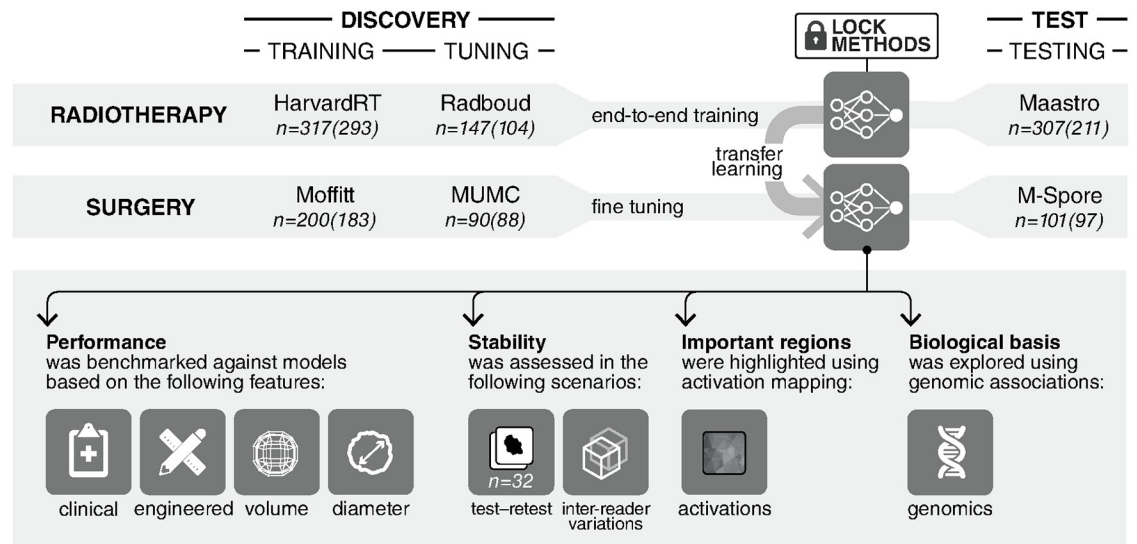 DISCOVERY
TEST
LOCK
METHODS
TRAINING
TUNING
TESTING
RADIOTHERAPY
HarvardRT
n=317(293)
Radboud
n=147(104)
end-to-end training
Maastro
n=307(211)
transfer
learning
SURGERY
Moffitt
n=200(183)
MUMC
n=90(88)
fine tuning
M-Spore
n=101(97)
Performance
was benchmarked against models
based on the following features:
clinical
engineered
volume
diameter
Stability
was assessed in the
following scenarios:
n=32
test–retest
inter-reader
variations
Important regions
were highlighted using
activation mapping:
activations
Biological basis
was explored using
genomic associations:
genomics